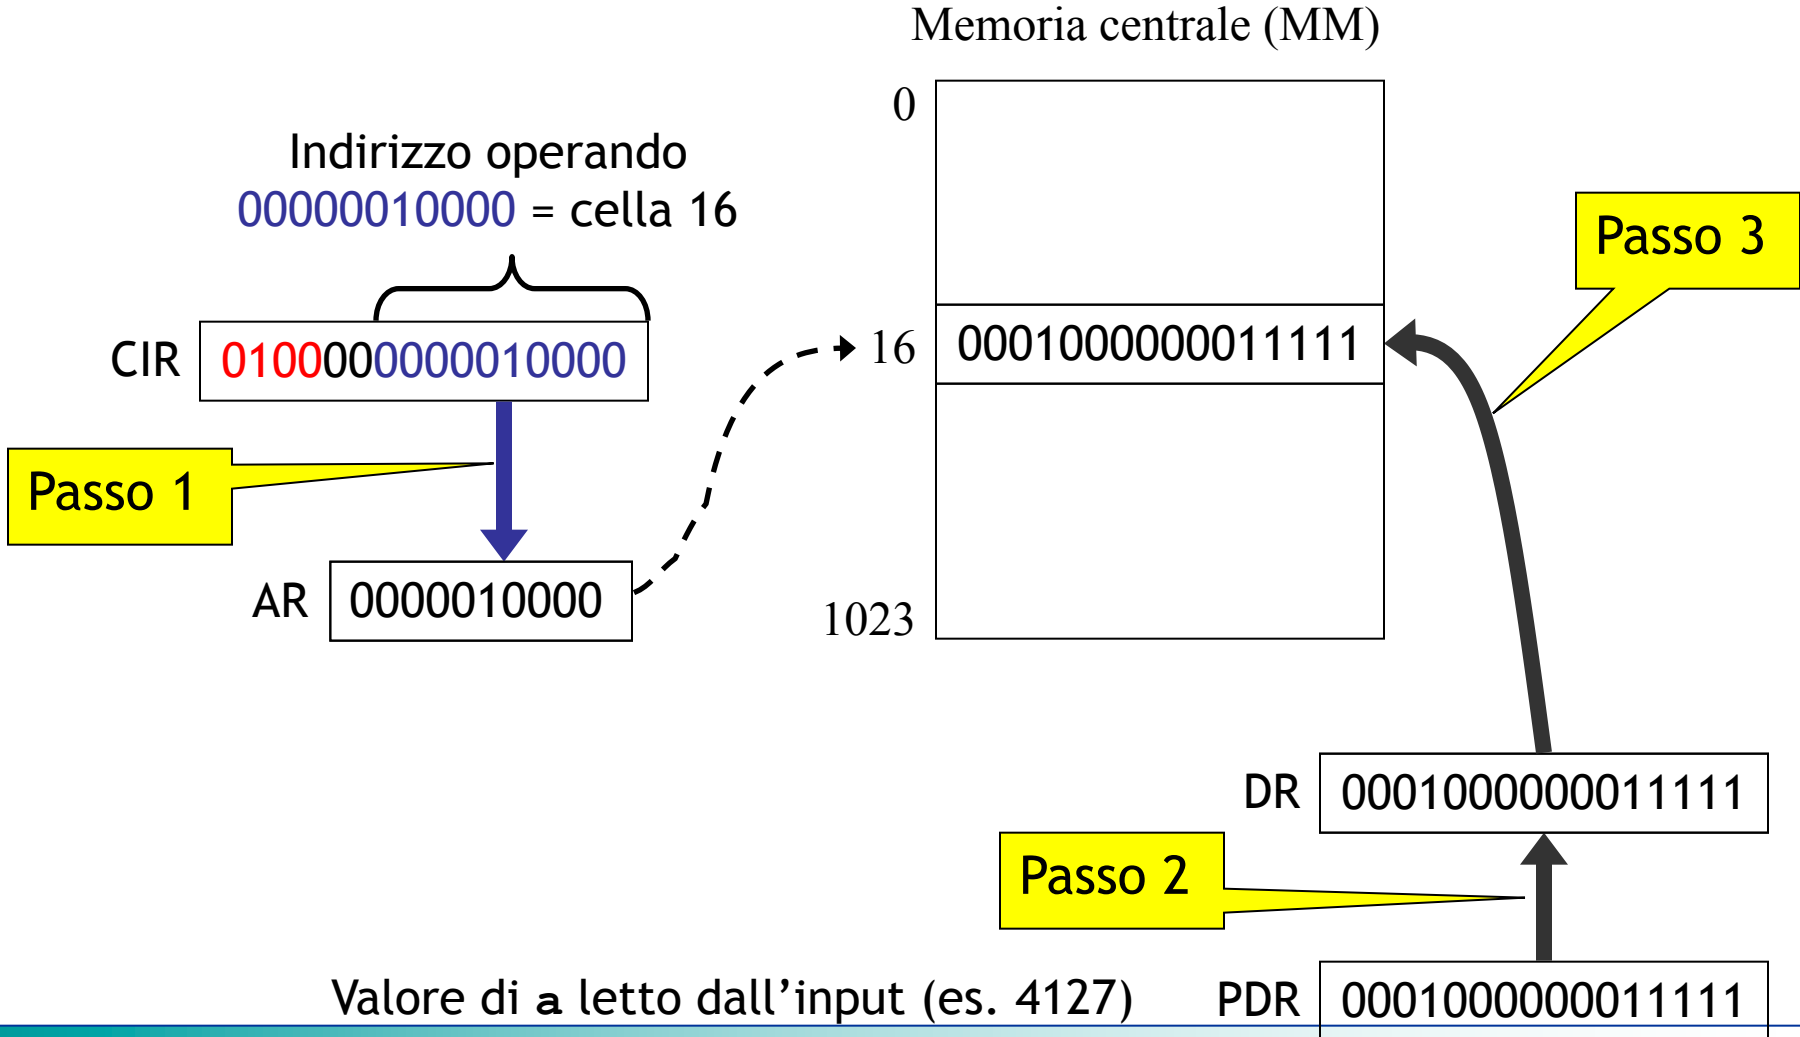 Memoria centrale (MM)
0
Indirizzo operando
00000010000 = cella 16
Passo 3
CIR 0100000000010000
16 0001000000011111
Passo 1
AR 0000010000
1023
DR 0001000000011111
Passo 2
Valore di a letto dall’input (es. 4127) PDR 0001000000011111